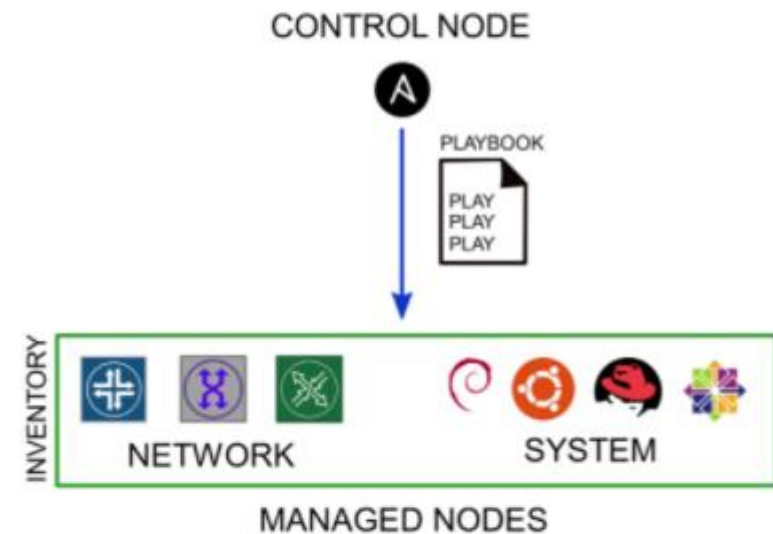 CONTROL NODE
A
PLAYBOOK
PLAY
PLAY
PLAY
INVENTORY
NETWORK
SYSTEM
MANAGED NODES